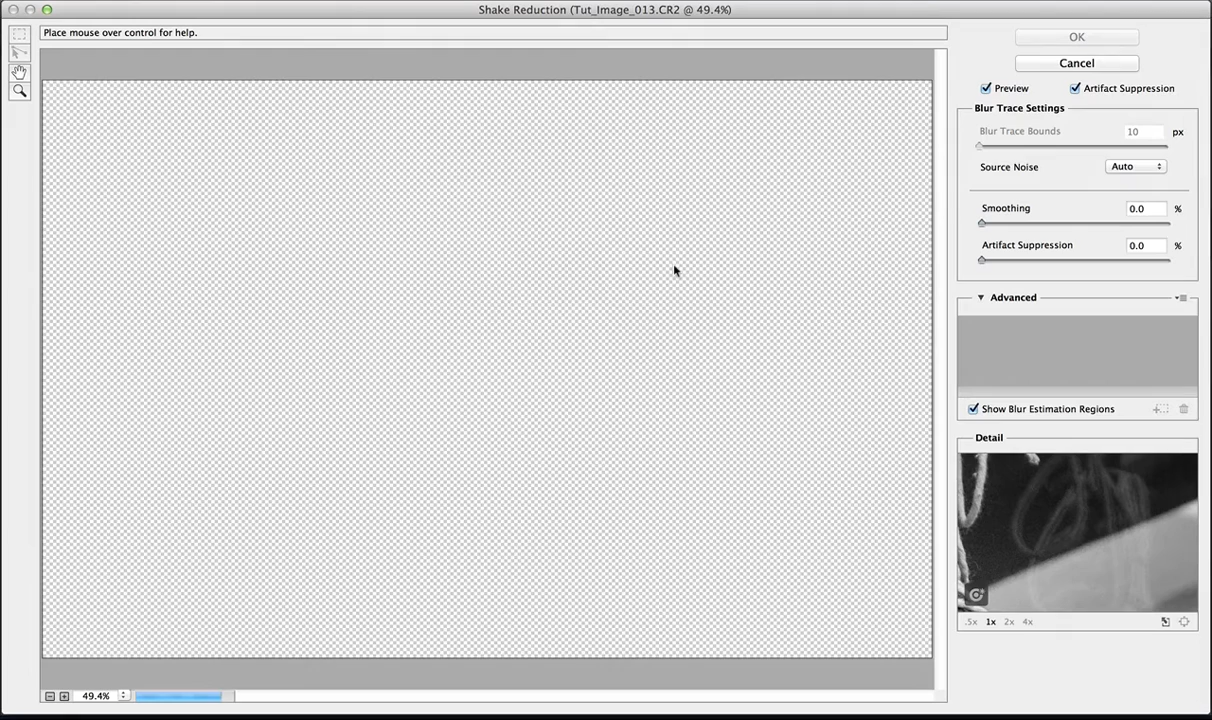 Shake Reduction (Tut_Image_013.CR2 @ 49.4%)
Place mouse over control for help.
OK
Cancel
Preview
Artifact Suppression
Blur Trace Settings
Blur Trace Bounds 10 px
Source Noise Auto
Smoothing 0.0 %
Artifact Suppression 0.0 %
Advanced
Show Blur Estimation Regions
Detail
.5x 1x 2x 4x
49.4%